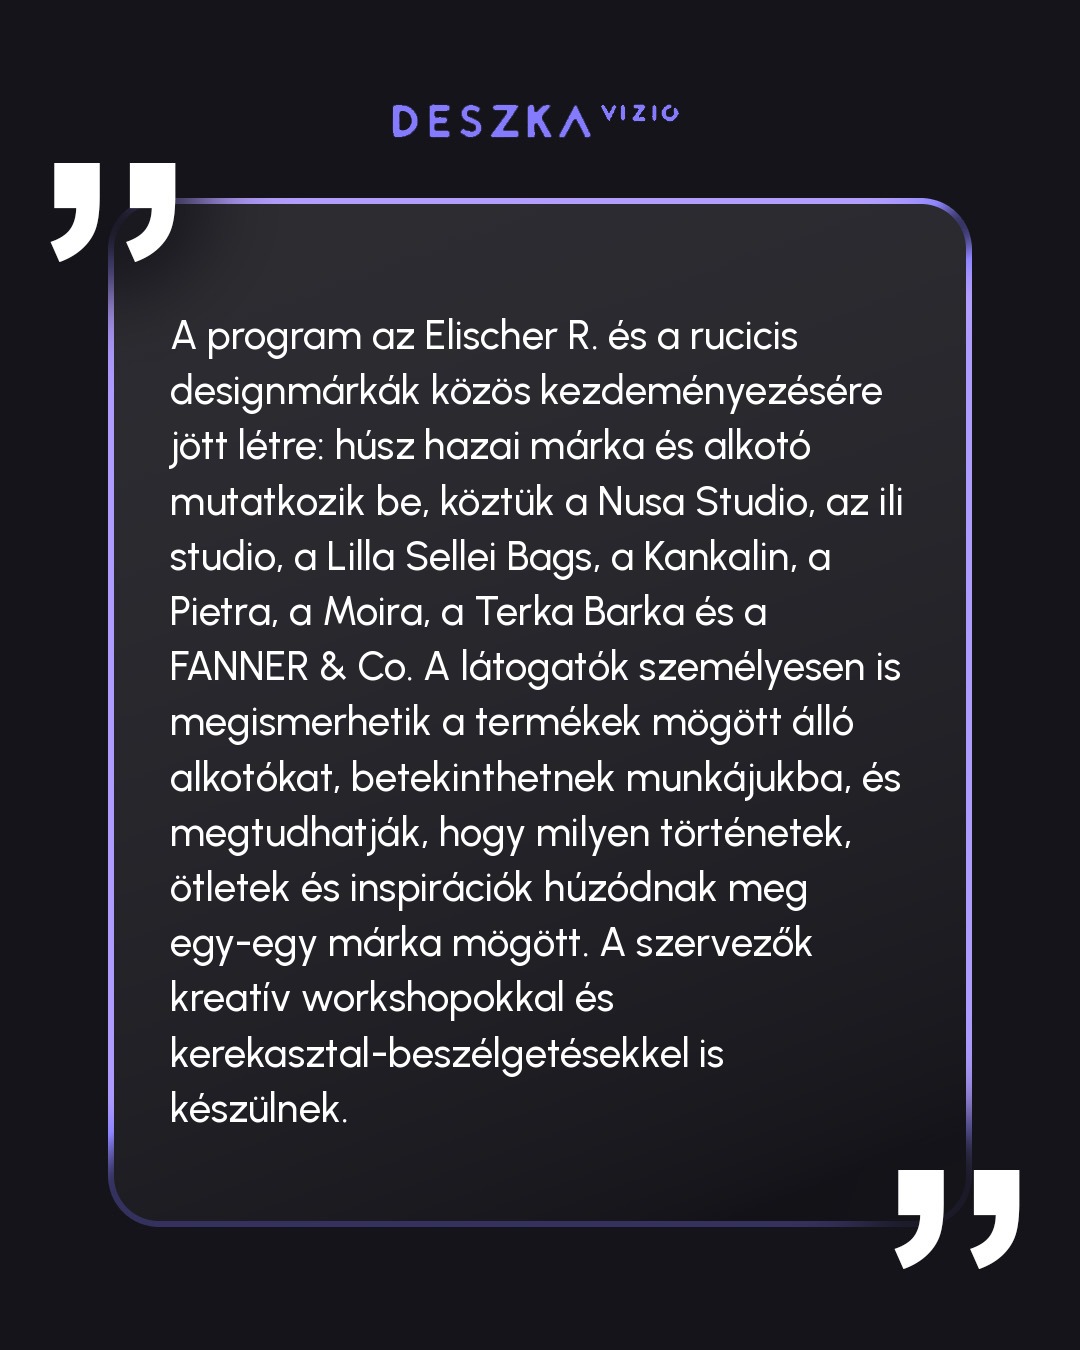 DESZKA VIZIO
”
A program az Elischer R. és a rucicis
designmárkák közös kezdeményezésére
jött létre: húsz hazai márka és alkotó
mutatkozik be, köztük a Nusa Studio, az ili
studio, a Lilla Sellei Bags, a Kankalin, a
Pietra, a Moira, a Terka Barka és a
FANNER & Co. A látogatók személyesen is
megismerhetik a termékek mögött álló
alkotókat, betekinthetnek munkájukba, és
megtudhatják, hogy milyen történetek,
ötletek és inspirációk húzódnak meg
egy-egy márka mögött. A szervezők
kreatív workshopokkal és
kerekasztal-beszélgetésekkel is
készülnek.
”